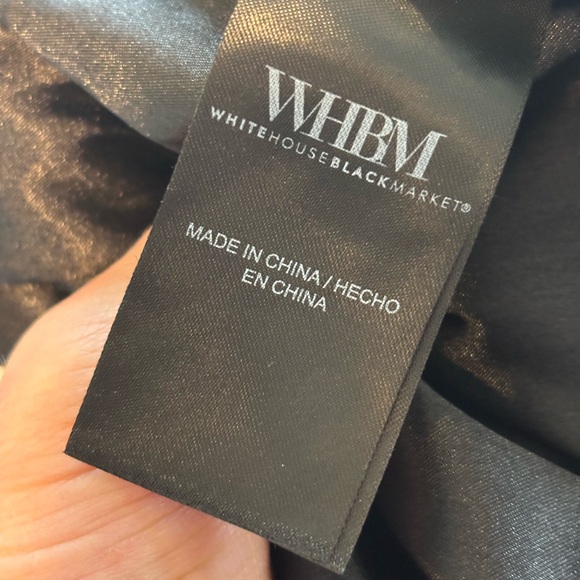 WHBM
WHITEHOUSEBLACKMARKET®
MADE IN CHINA / HECHO
EN CHINA